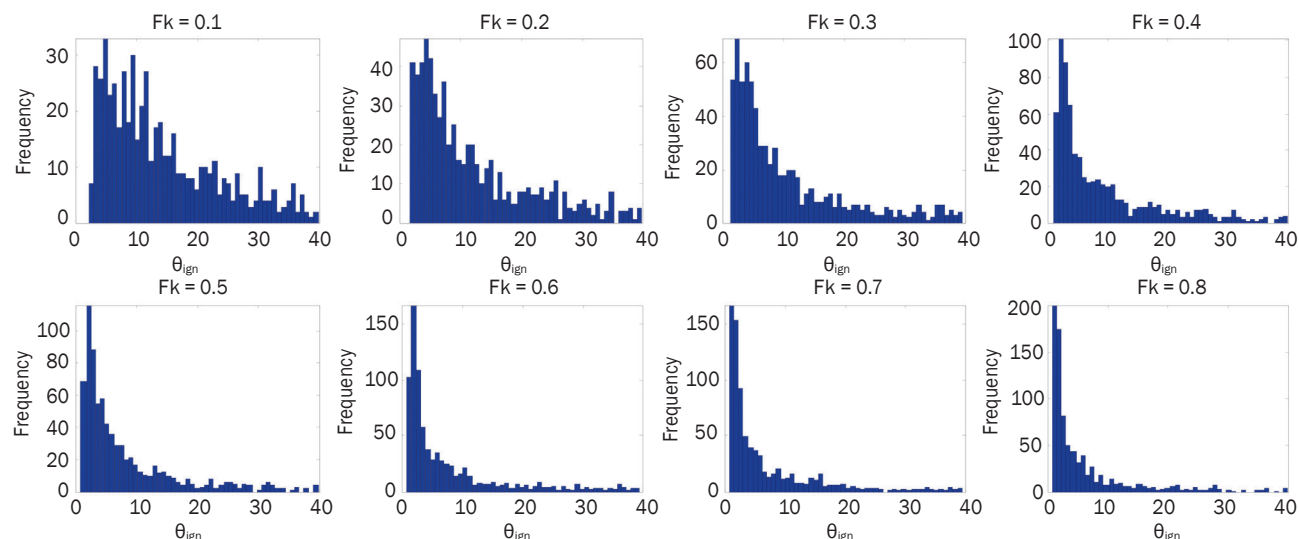 Fk = 0.1 Fk = 0.2 Fk = 0.3 Fk = 0.4
Frequency Frequency Frequency Frequency
30 40 60 100
20 30 40 80
10 20 20 60
0 10 0 40
0 20
0
0 10 20 30 40 0 10 20 30 40 0 10 20 30 40 0 10 20 30 40
θign θign θign θign
Fk = 0.5 Fk = 0.6 Fk = 0.7 Fk = 0.8
Frequency Frequency Frequency Frequency
100 150 150 200
80 100 100 150
60 50 50 100
40 0 0 50
20 0
0
0 10 20 30 40 0 10 20 30 40 0 10 20 30 40 0 10 20 30 40
θign θign θign θign